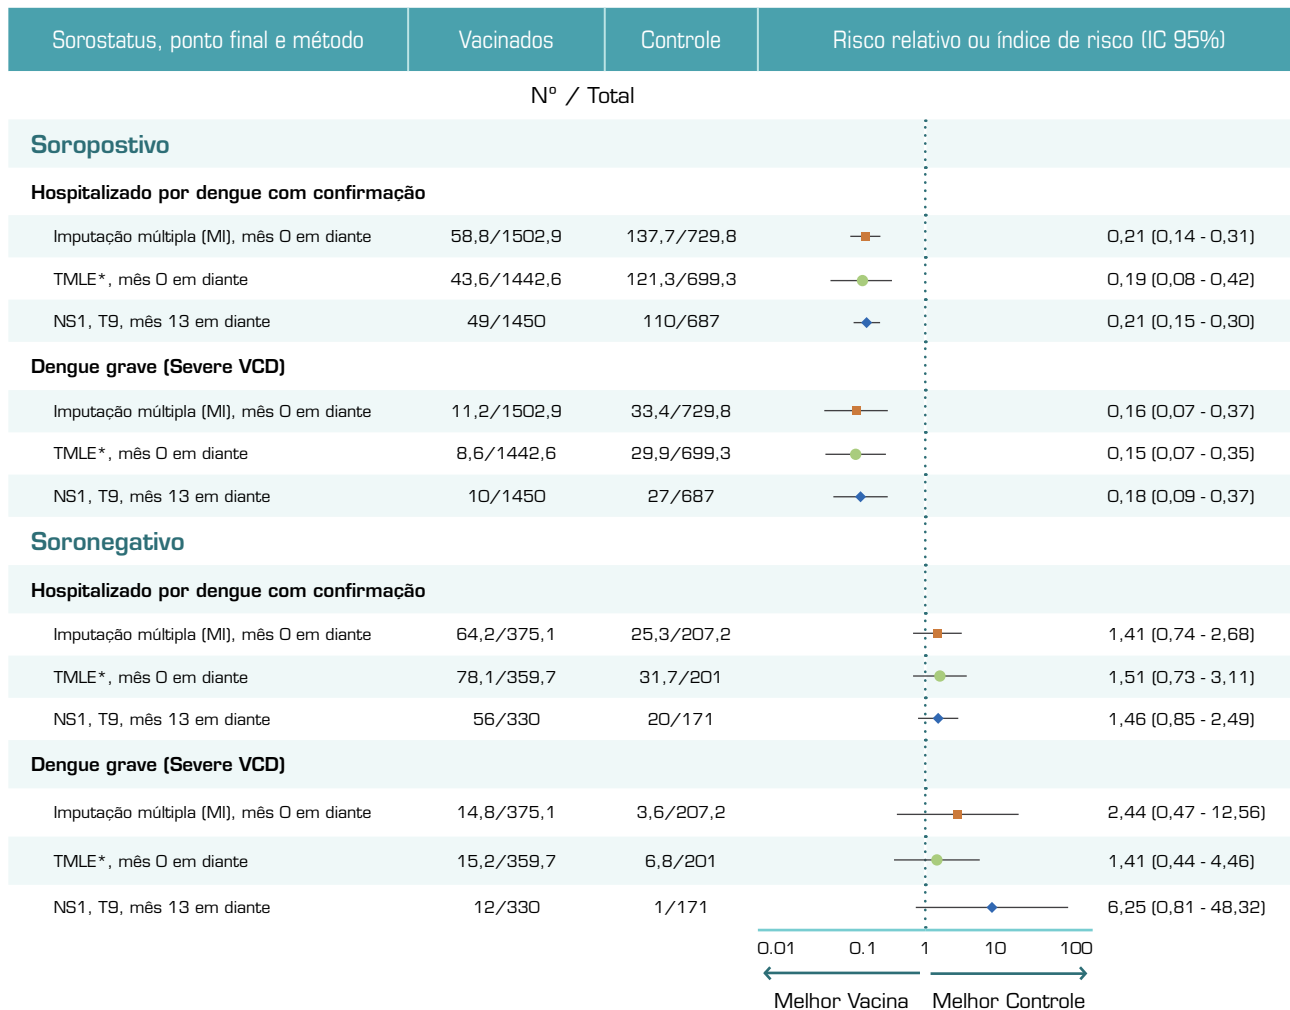 Sorostatus, ponto final e método Vacinados Controle Risco relativo ou índice de risco (IC 95%)
Nº / Total
Soropostivo
Hospitalizado por dengue com confirmação
Imputação múltipla (MI), mês 0 em diante 58,8/1502,9 137,7/729,8 0,21 (0,14 - 0,31)
TMLE*, mês 0 em diante 43,6/1442,6 121,3/699,3 0,19 (0,08 - 0,42)
NS1, T9, mês 13 em diante 49/1450 110/687 0,21 (0,15 - 0,30)
Dengue grave (Severe VCD)
Imputação múltipla (MI), mês 0 em diante 11,2/1502,9 33,4/729,8 0,16 (0,07 - 0,37)
TMLE*, mês 0 em diante 8,6/1442,6 29,9/699,3 0,15 (0,07 - 0,35)
NS1, T9, mês 13 em diante 10/1450 27/687 0,18 (0,09 - 0,37)
Soronegativo
Hospitalizado por dengue com confirmação
Imputação múltipla (MI), mês 0 em diante 64,2/375,1 25,3/207,2 1,41 (0,74 - 2,68)
TMLE*, mês 0 em diante 78,1/359,7 31,7/201 1,51 (0,73 - 3,11)
NS1, T9, mês 13 em diante 56/330 20/171 1,46 (0,85 - 2,49)
Dengue grave (Severe VCD)
Imputação múltipla (MI), mês 0 em diante 14,8/375,1 3,6/207,2 2,44 (0,47 - 12,56)
TMLE*, mês 0 em diante 15,2/359,7 6,8/201 1,41 (0,44 - 4,46)
NS1, T9, mês 13 em diante 12/330 1/171 6,25 (0,81 - 48,32)
0.01 0.1 1 10 100
Melhor Vacina Melhor Controle